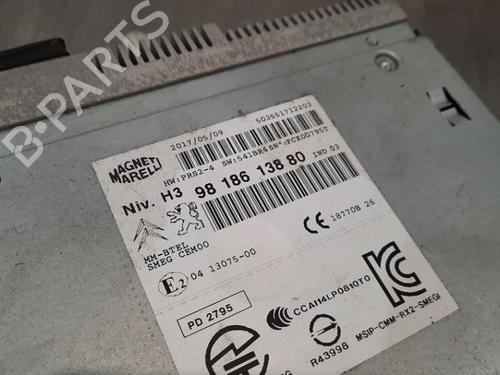 B-PARTS
2017/05/09
503551712203
MAGNETI
MARELLI
HW:PRS2-4
IND 03
Niv. H3 98 186 138 80
MM-BTEL
SMEG CEM00
CE 18770B 26
E2 04 13075-00
PD 2795
CCAI14LP0810T0
R43998
MSIP-CMM-RX2-SMEGI